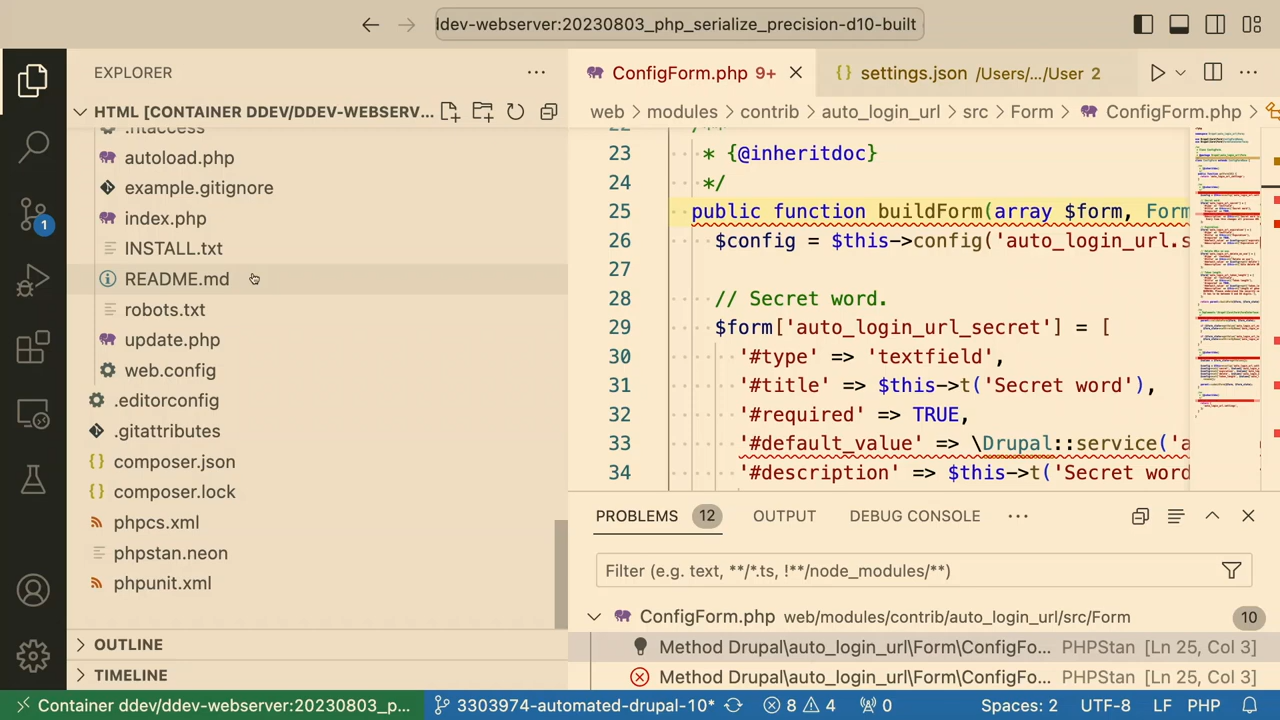 ldev-webserver:20230803_php_serialize_precision-d10-built
EXPLORER
HTML [CONTAINER DDEV/DDEV-WEBSERV...
.htaccess
autoload.php
example.gitignore
index.php
INSTALL.txt
README.md
robots.txt
update.php
web.config
.editorconfig
.gitattributes
composer.json
composer.lock
phpcs.xml
phpstan.neon
phpunit.xml
OUTLINE
TIMELINE
ConfigForm.php 9+
settings.json /Users/.../User 2
web > modules > contrib > auto_login_url > src > Form > ConfigForm.php >
22 /**
23 * {@inheritdoc}
24 */
25 public function buildForm(array $form, Form
26 $config = $this->config('auto_login_url.s
27
28 // Secret word.
29 $form['auto_login_url_secret'] = [
30 '#type' => 'textfield',
31 '#title' => $this->t('Secret word'),
32 '#required' => TRUE,
33 '#default_value' => \Drupal::service('a
34 '#description' => $this->t('Secret word
PROBLEMS 12 OUTPUT DEBUG CONSOLE ...
Filter (e.g. text, **/*.ts, !**/node_modules/**)
ConfigForm.php web/modules/contrib/auto_login_url/src/Form 10
Method Drupal\auto_login_url\Form\ConfigFo... PHPStan [Ln 25, Col 3]
Method Drupal\auto_login_url\Form\ConfigFo... PHPStan [Ln 25, Col 3]
1
Container ddev/ddev-webserver:20230803_p... 3303974-automated-drupal-10* 8 4 0 Spaces: 2 UTF-8 LF PHP